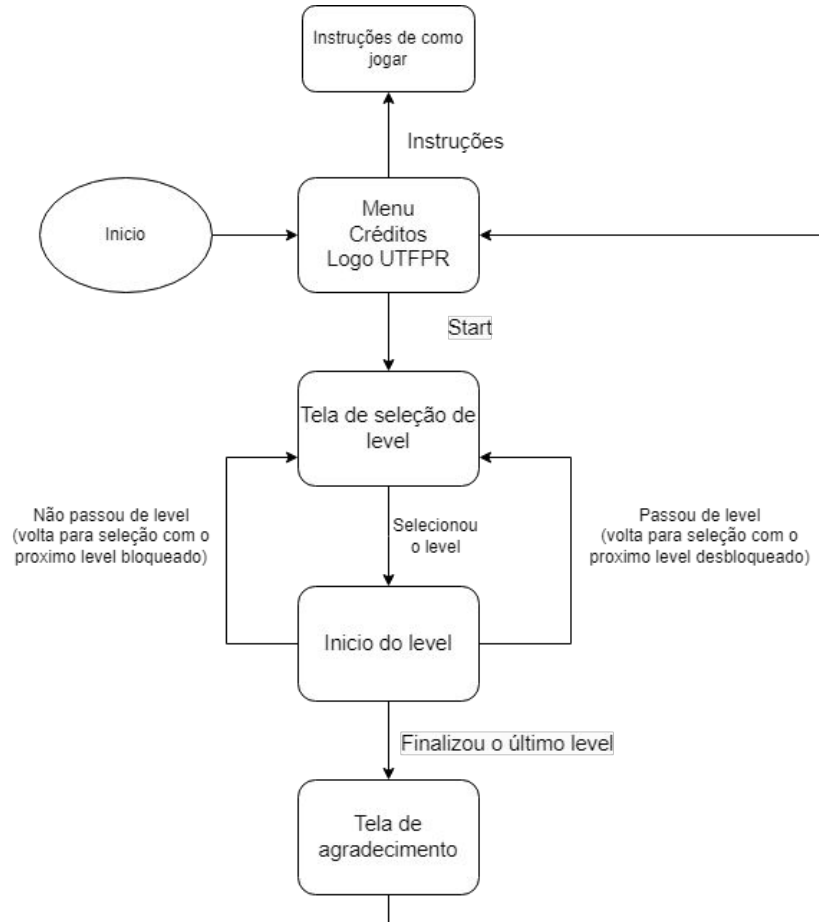 Instruções de como
jogar
Instruções
Inicio
Menu
Créditos
Logo UTFPR
Start
Tela de seleção de
level
Não passou de level
(volta para seleção com o
proximo level bloqueado)
Selecionou
o level
Passou de level
(volta para seleção com o
proximo level desbloqueado)
Inicio do level
Finalizou o último level
Tela de
agradecimento